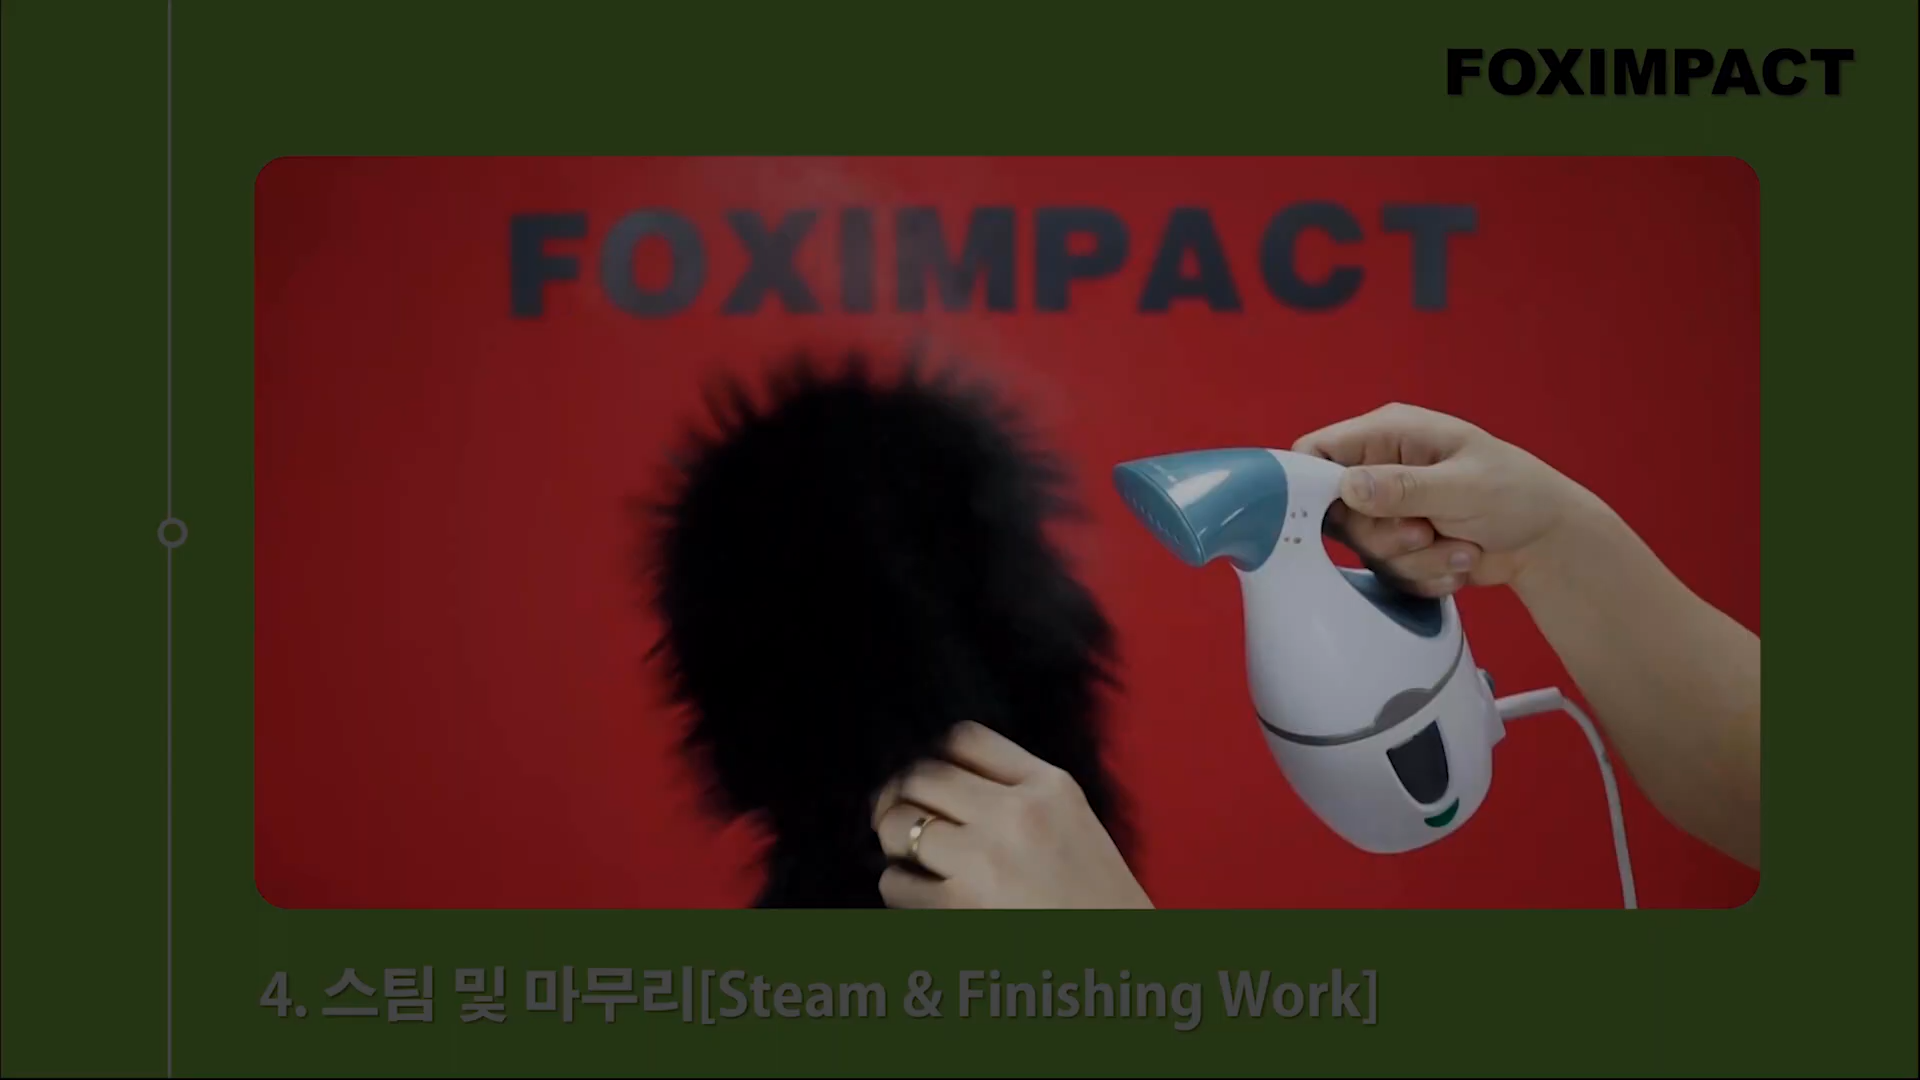 FOXIMPACT
FOXIMPACT
4. 스팀 및 마무리[Steam & Finishing Work]